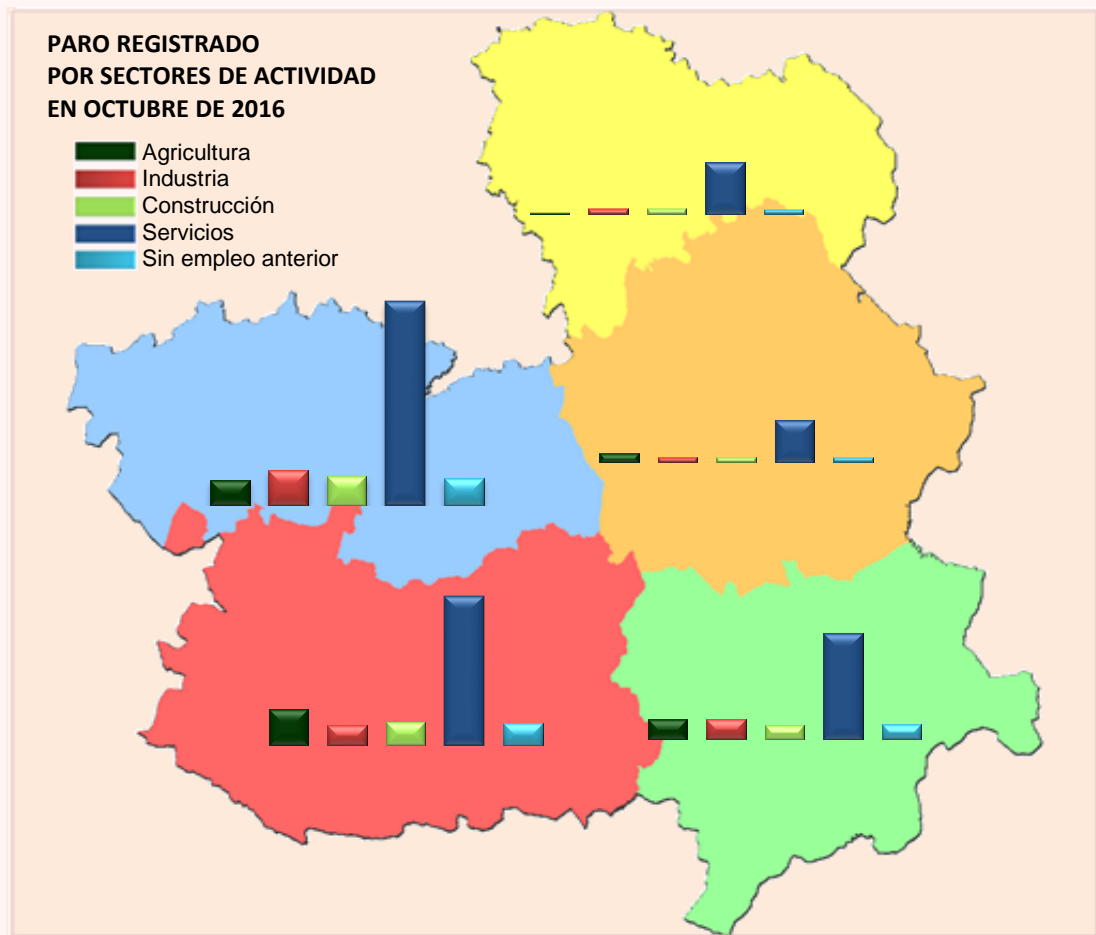 PARO REGISTRADO
POR SECTORES DE ACTIVIDAD
EN OCTUBRE DE 2016
Agricultura
Industria
Construcción
Servicios
Sin empleo anterior